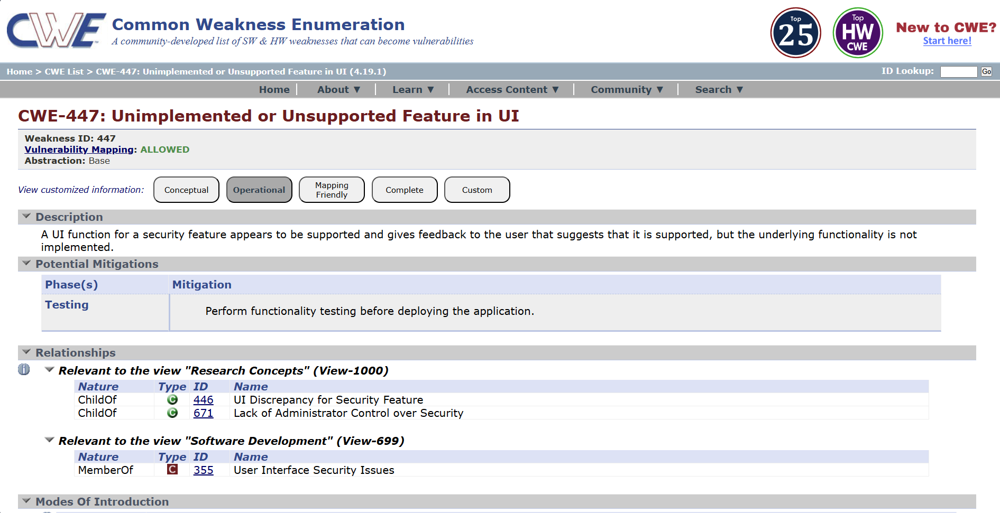 CWE Common Weakness Enumeration
A community-developed list of SW & HW weaknesses that can become vulnerabilities
Top 25
Top HW CWE
New to CWE?
Start here!
Home > CWE List > CWE-447: Unimplemented or Unsupported Feature in UI (4.19.1) ID Lookup: Go
Home About ▼ Learn ▼ Access Content ▼ Community ▼ Search ▼
CWE-447: Unimplemented or Unsupported Feature in UI
Weakness ID: 447
Vulnerability Mapping: ALLOWED
Abstraction: Base
View customized information: Conceptual Operational Mapping Friendly Complete Custom
Description
A UI function for a security feature appears to be supported and gives feedback to the user that suggests that it is supported, but the underlying functionality is not
implemented.
Potential Mitigations
Phase(s) Mitigation
Testing Perform functionality testing before deploying the application.
Relationships
Relevant to the view "Research Concepts" (View-1000)
Nature Type ID Name
ChildOf C 446 UI Discrepancy for Security Feature
ChildOf C 671 Lack of Administrator Control over Security
Relevant to the view "Software Development" (View-699)
Nature Type ID Name
MemberOf C 355 User Interface Security Issues
Modes Of Introduction